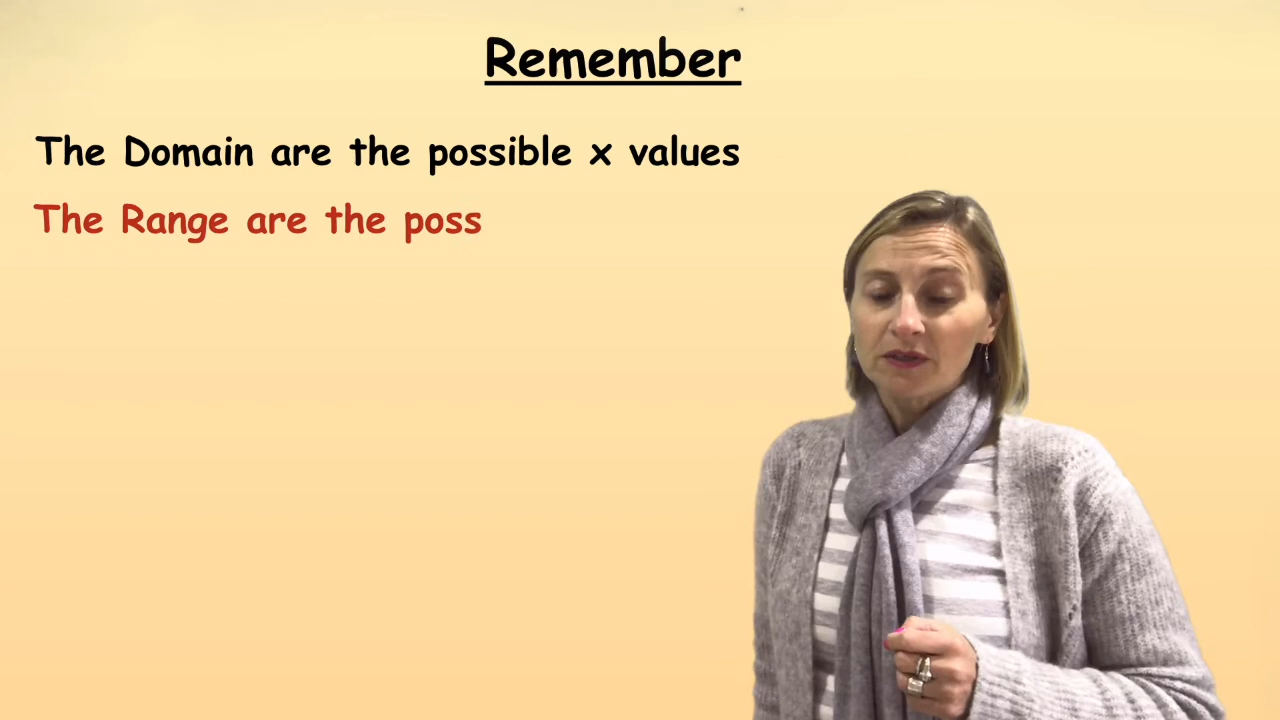 Remember
The Domain are the possible x values
The Range are the poss